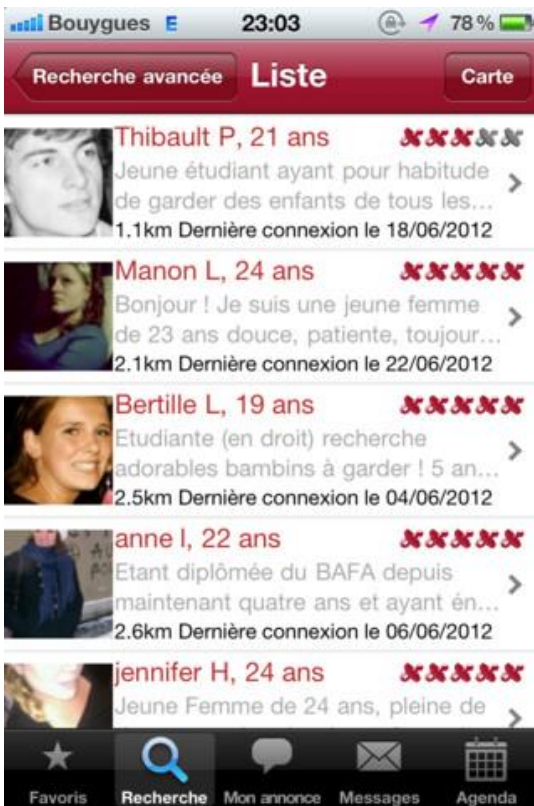 Bouygues E 23:03 78 %
Recherche avancée Liste Carte
Thibault P, 21 ans
Jeune étudiant ayant pour habitude
de garder des enfants de tous les...
1.1km Dernière connexion le 18/06/2012
Manon L, 24 ans
Bonjour ! Je suis une jeune femme
de 23 ans douce, patiente, toujour...
2.1km Dernière connexion le 22/06/2012
Bertille L, 19 ans
Etudiante (en droit) recherche
adorables bambins à garder ! 5 an...
2.5km Dernière connexion le 04/06/2012
anne l, 22 ans
Etant diplômée du BAFA depuis
maintenant quatre ans et ayant én...
2.6km Dernière connexion le 06/06/2012
jennifer H, 24 ans
Jeune Femme de 24 ans, pleine de
Favoris Recherche Mon annonce Messages Agenda